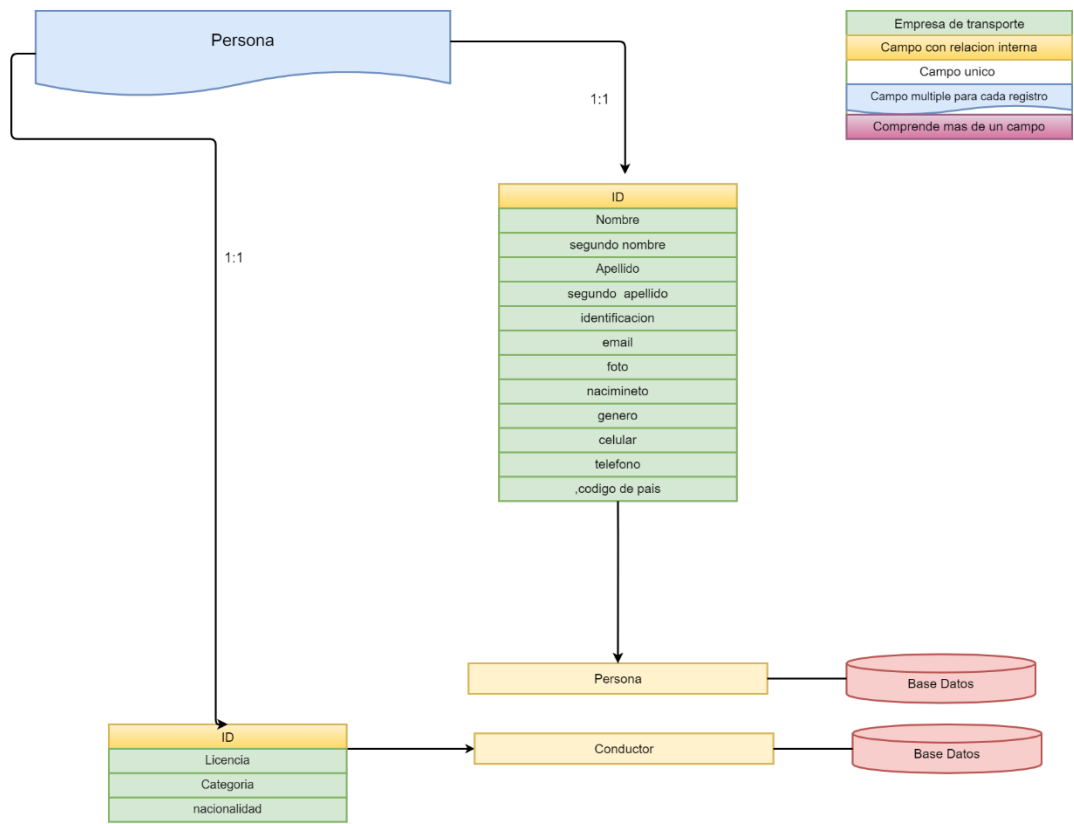 Persona
1:1
1:1
Empresa de transporte
Campo con relacion interna
Campo unico
Campo multiple para cada registro
Comprende mas de un campo
ID
Nombre
segundo nombre
Apellido
segundo apellido
identificacion
email
foto
nacimineto
genero
celular
telefono
,codigo de pais
Persona
Base Datos
ID
Licencia
Categoria
nacionalidad
Conductor
Base Datos